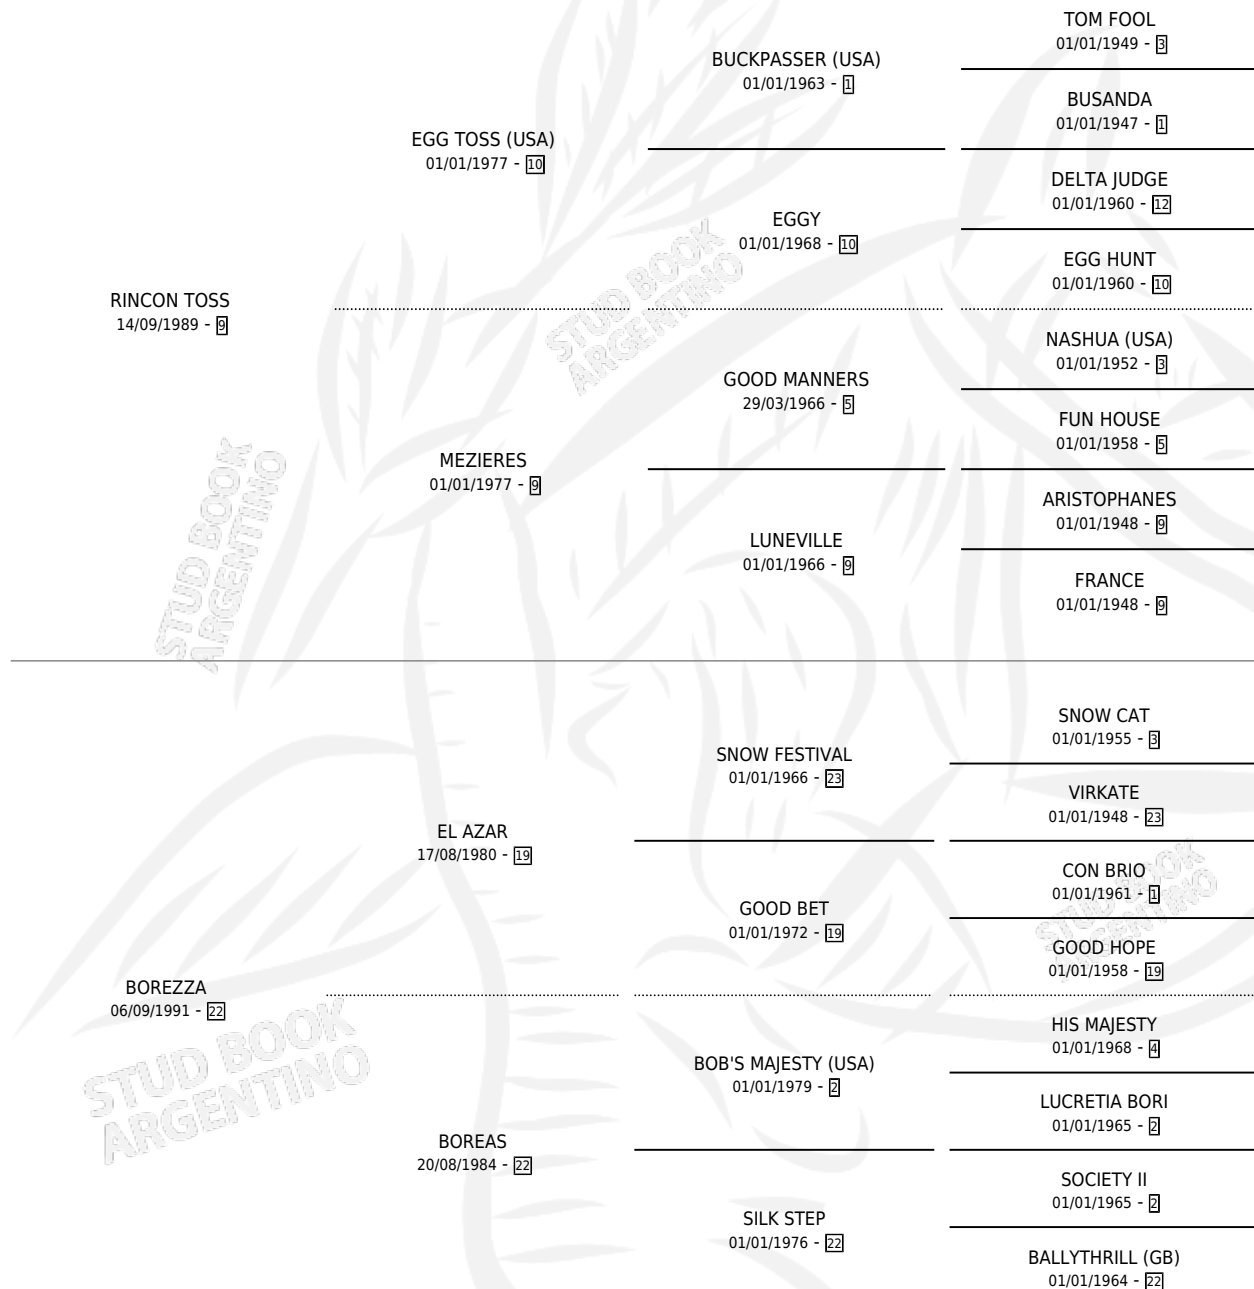 TOM FOOL
01/01/1949 - 3
BUCKPASSER (USA)
01/01/1963 - 1
BUSANDA
01/01/1947 - 1
EGG TOSS (USA)
01/01/1977 - 10
DELTA JUDGE
01/01/1960 - 12
EGGY
01/01/1968 - 10
EGG HUNT
01/01/1960 - 10
RINCON TOSS
14/09/1989 - 9
NASHUA (USA)
01/01/1952 - 3
GOOD MANNERS
29/03/1966 - 5
FUN HOUSE
01/01/1958 - 5
MEZIERES
01/01/1977 - 9
ARISTOPHANES
01/01/1948 - 9
LUNEVILLE
01/01/1966 - 9
FRANCE
01/01/1948 - 9
SNOW CAT
01/01/1955 - 3
SNOW FESTIVAL
01/01/1966 - 23
VIRKATE
01/01/1948 - 23
EL AZAR
17/08/1980 - 19
CON BRIO
01/01/1961 - 1
GOOD BET
01/01/1972 - 19
GOOD HOPE
01/01/1958 - 19
BOREZZA
06/09/1991 - 22
HIS MAJESTY
01/01/1968 - 4
BOB'S MAJESTY (USA)
01/01/1979 - 2
LUCRETIA BORI
01/01/1965 - 2
BOREAS
20/08/1984 - 22
SOCIETY II
01/01/1965 - 2
SILK STEP
01/01/1976 - 22
BALLYTHRILL (GB)
01/01/1964 - 22
STUD BOOK
ARGENTINO
STUD BOOK
ARGENTINO
STUD BOOK
ARGENTINO
STUD BOOK
ARGENTINO